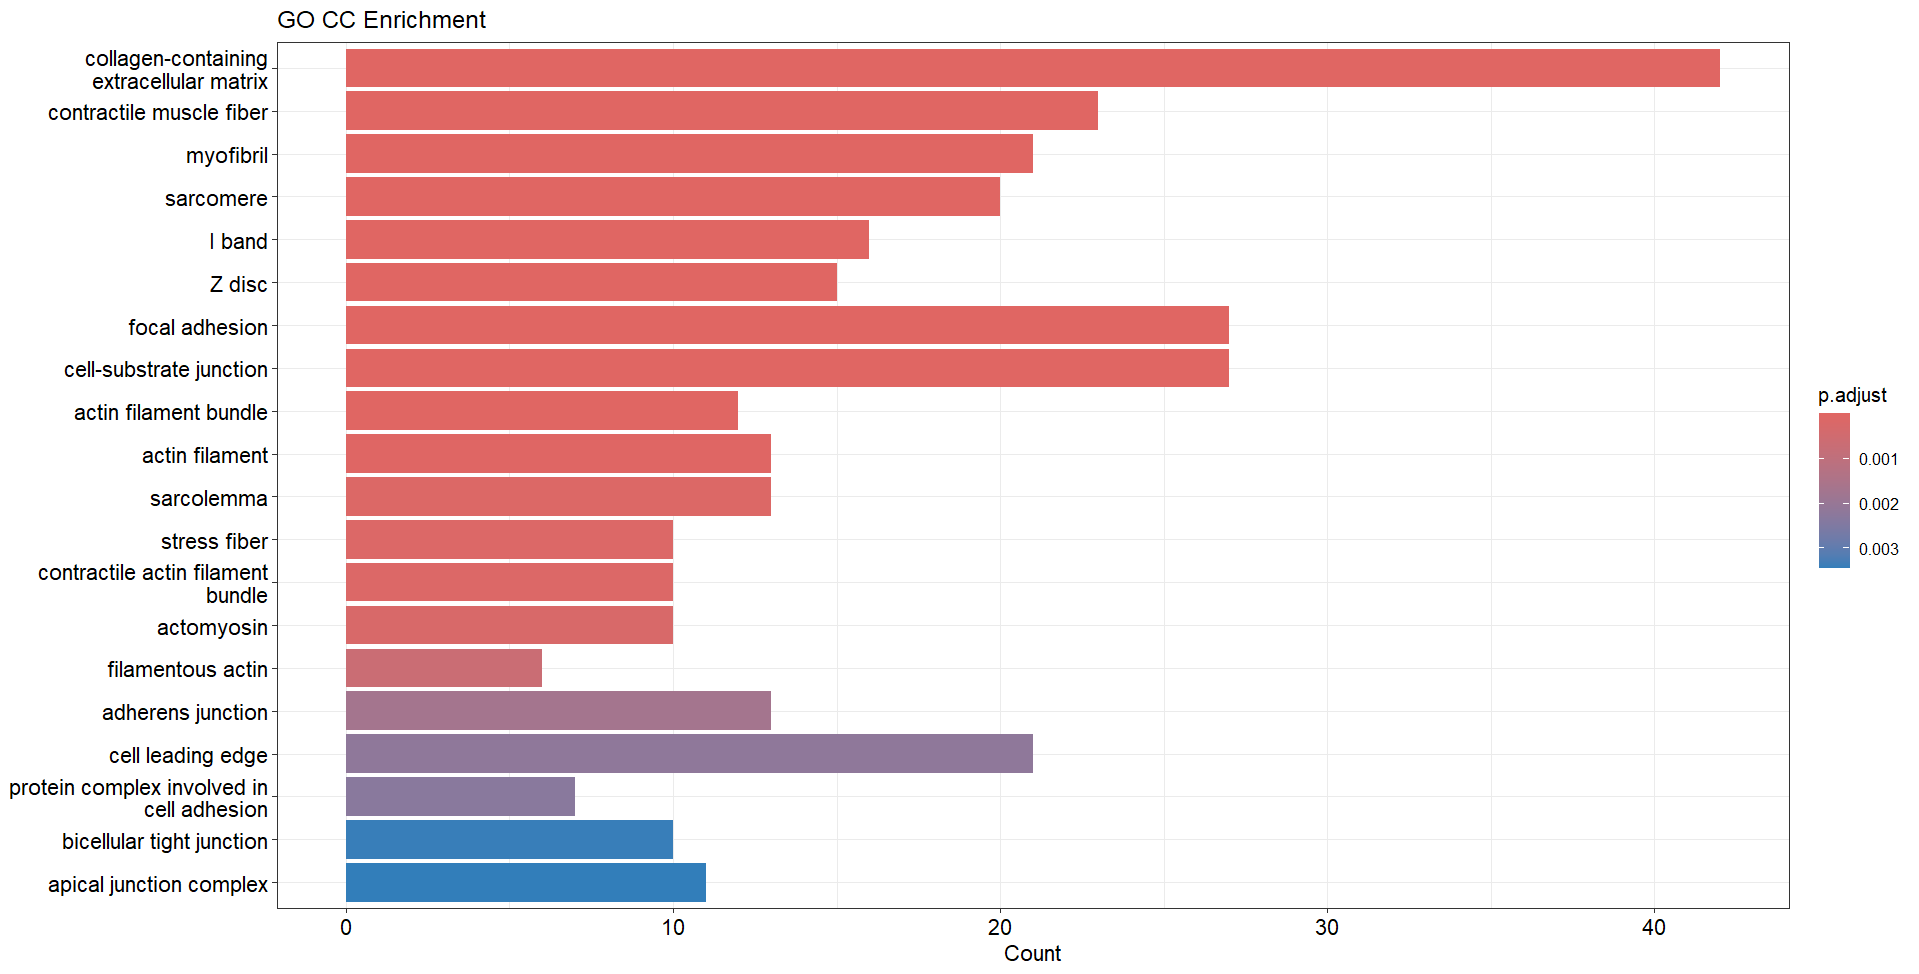 GO CC Enrichment
collagen-containing
extracellular matrix
contractile muscle fiber
myofibril
sarcomere
I band
Z disc
focal adhesion
cell-substrate junction
actin filament bundle
actin filament
sarcolemma
stress fiber
contractile actin filament
bundle
actomyosin
filamentous actin
adherens junction
cell leading edge
protein complex involved in
cell adhesion
bicellular tight junction
apical junction complex
0 10 20 30 40
Count
p.adjust
0.001
0.002
0.003